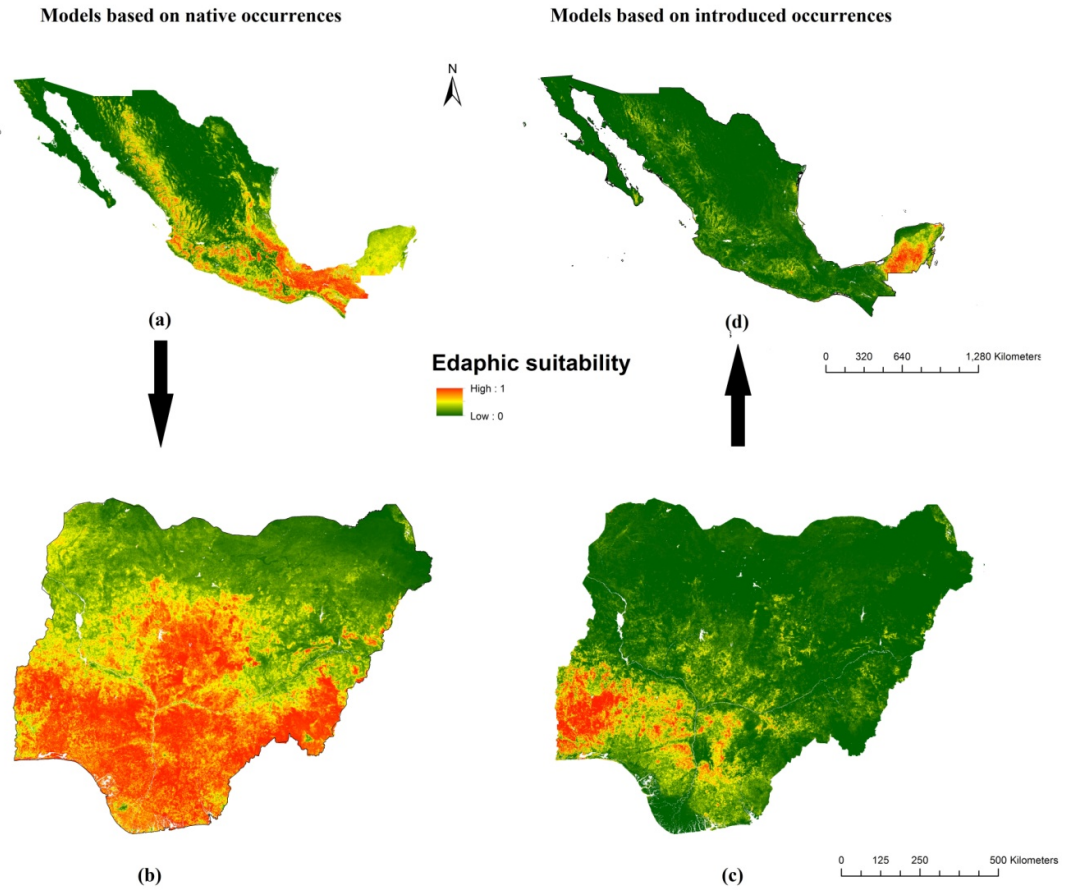 Models based on native occurrences
Models based on introduced occurrences
N
(a)
(d)
0 320 640 1,280 Kilometers
Edaphic suitability
High : 1
Low : 0
(b)
(c)
0 125 250 500 Kilometers